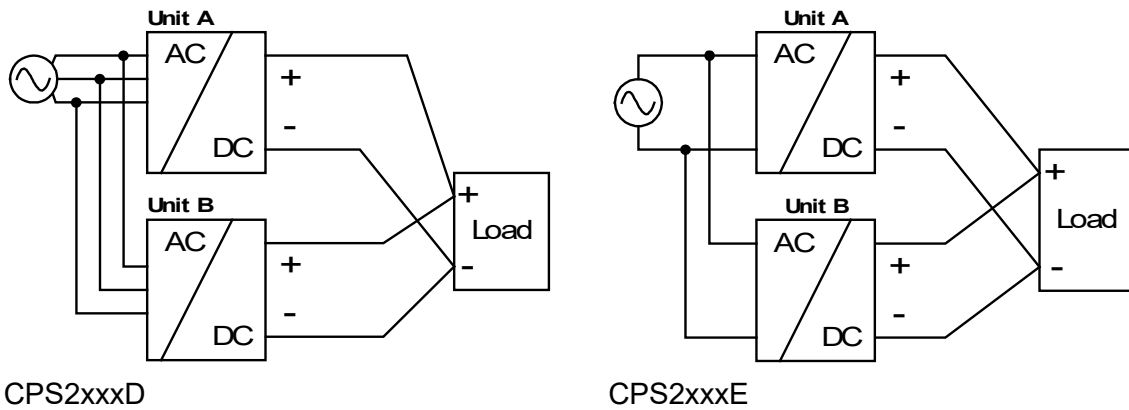 Unit A
AC
+
-
DC
Unit B
AC
+
-
DC
+
Load
-
CPS2xxxD
Unit A
AC
+
-
DC
Unit B
AC
+
-
DC
+
Load
-
CPS2xxxE